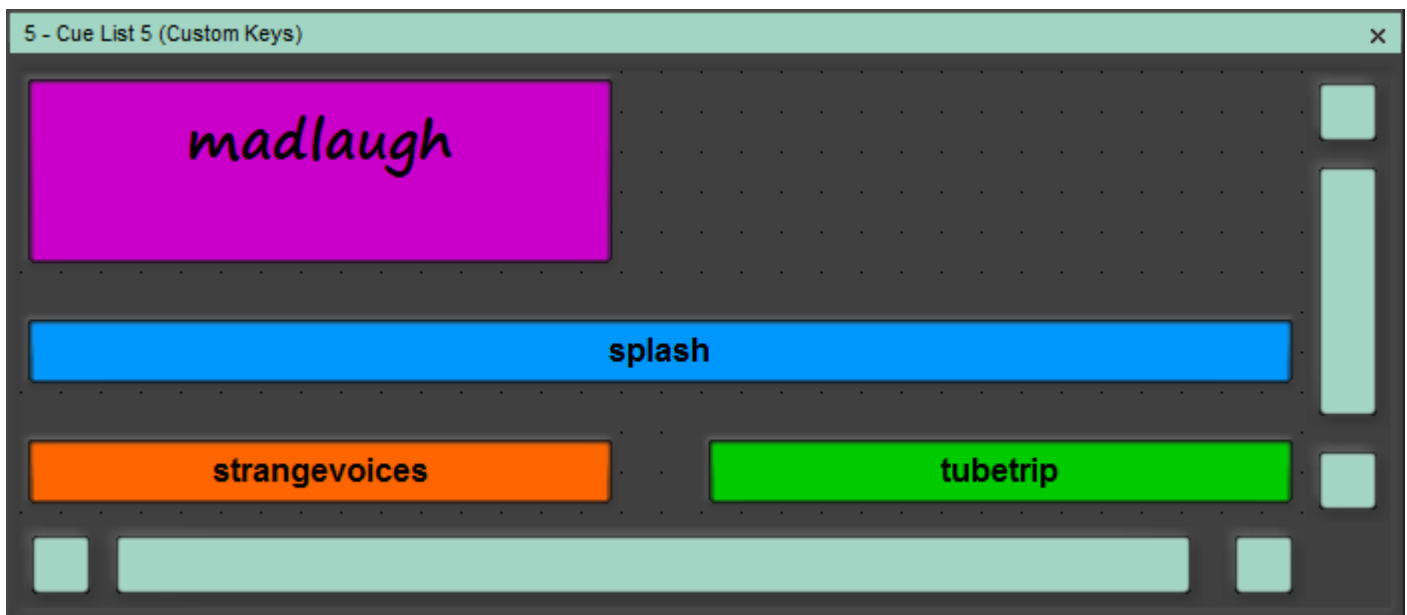 5 - Cue List 5 (Custom Keys)
madlaugh
splash
strangevoices
tubetrip